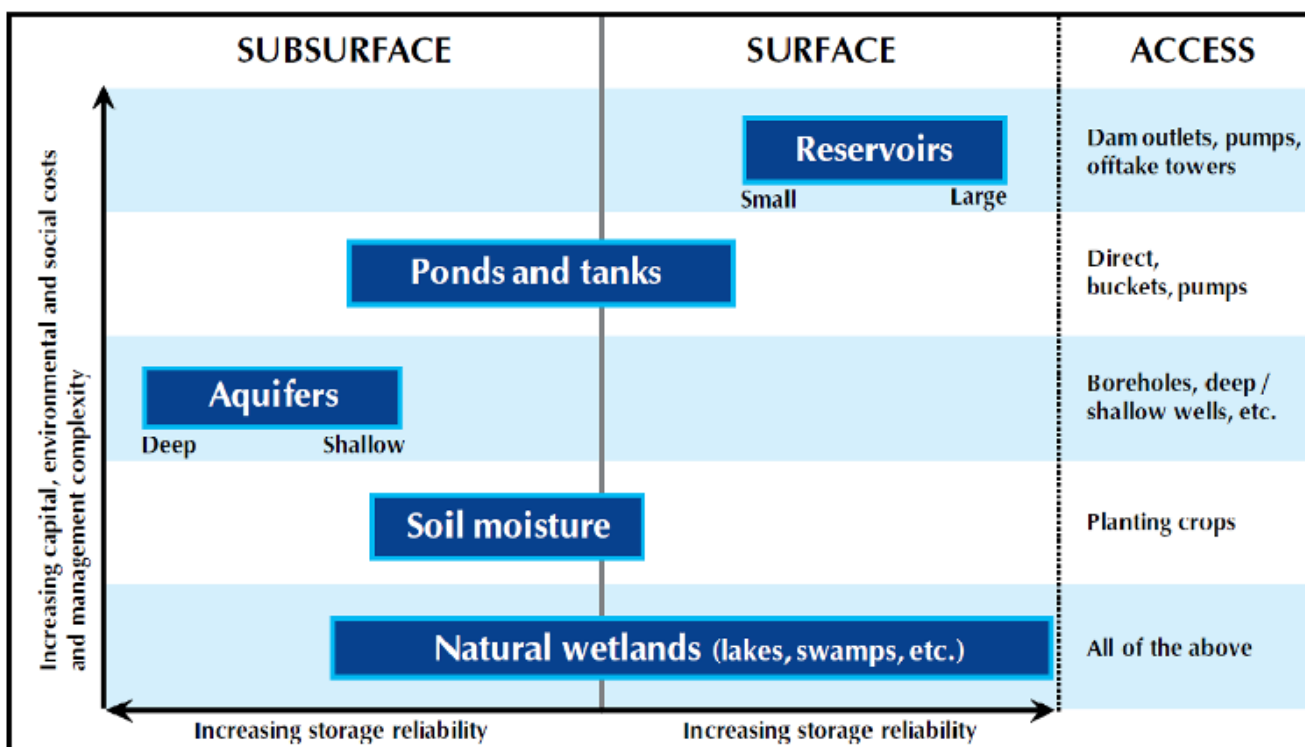 SUBSURFACE
SURFACE
ACCESS
Increasing capital, environmental and social costs
and management complexity
Reservoirs
Small
Large
Dam outlets, pumps,
offtake towers
Ponds and tanks
Direct,
buckets, pumps
Aquifers
Deep
Shallow
Boreholes, deep /
shallow wells, etc.
Soil moisture
Planting crops
Natural wetlands (lakes, swamps, etc.)
All of the above
Increasing storage reliability
Increasing storage reliability